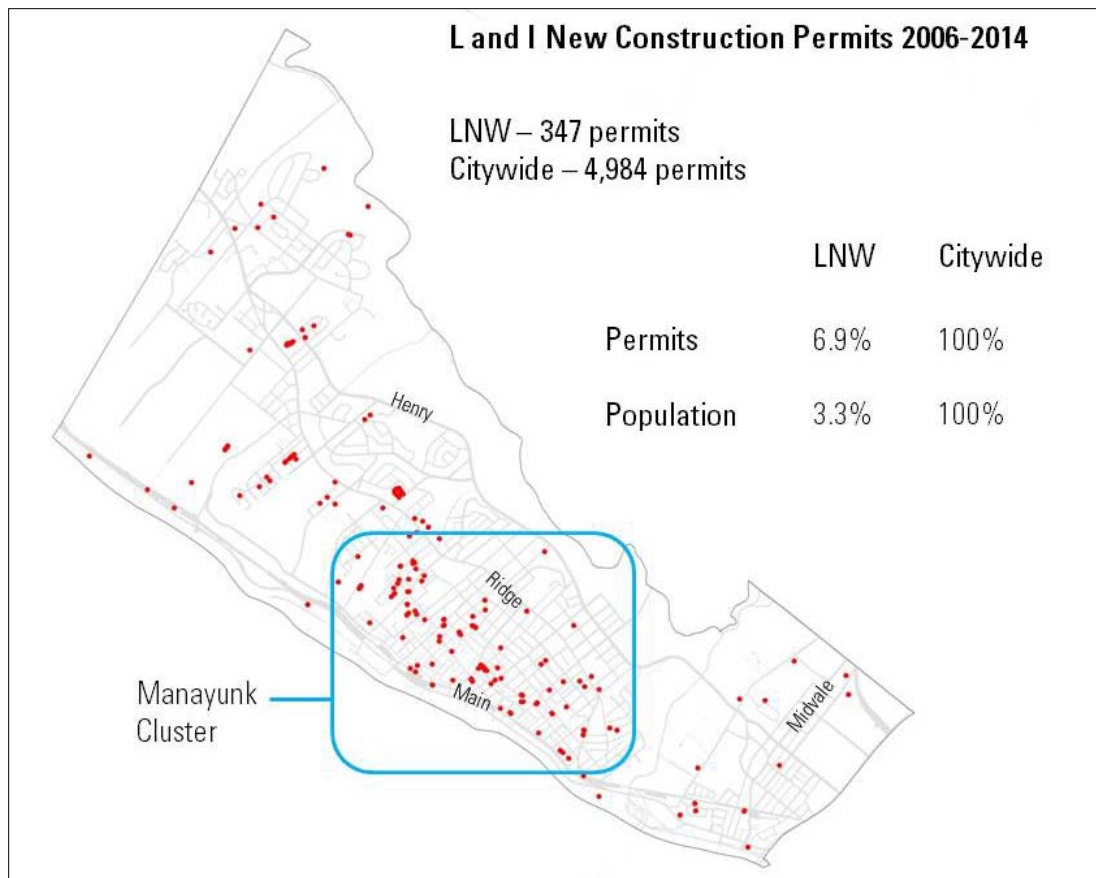 L and I New Construction Permits 2006-2014
LNW – 347 permits
Citywide – 4,984 permits
LNW Citywide
Permits 6.9% 100%
Population 3.3% 100%
Henry
Ridge
Main
Midvale
Manayunk
Cluster